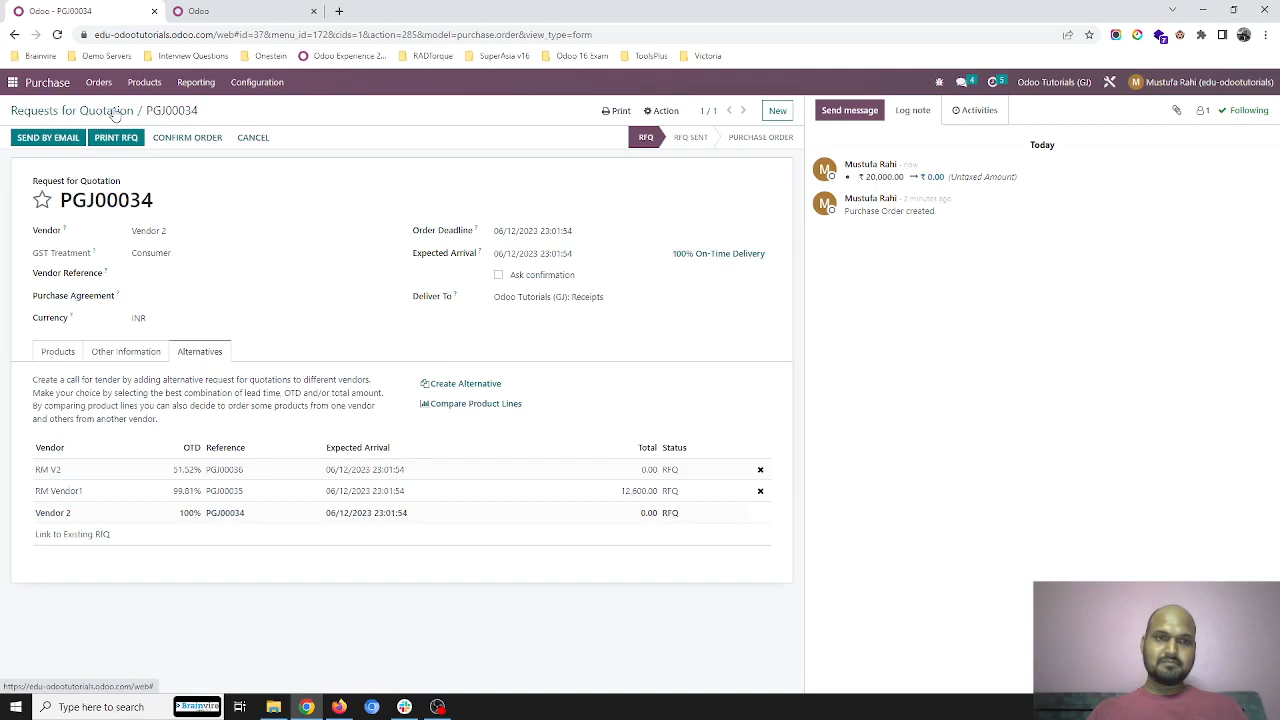 Odoo - PGJ00034
Odoo
edu-odootutorials.odoo.com/web#id=37&menu_id=172&cids=1&action=285&model=purchase.order&view_type=form
Brainvire
Demo Servers
Interview Questions
Onestein
Odoo Experience 2...
RADforque
SuperAsia v16
Odoo 16 Exam
ToolsPlus
Victoria
Purchase
Orders
Products
Reporting
Configuration
4
5
Odoo Tutorials (GJ)
M
Mustufa Rahi (edu-odootutorials)
Requests for Quotation / PGJ00034
Print
Action
1 / 1
New
Send message
Log note
Activities
1
Following
SEND BY EMAIL
PRINT RFQ
CONFIRM ORDER
CANCEL
RFQ
RFQ SENT
PURCHASE ORDER
Today
Request for Quotation
PGJ00034
Mustufa Rahi - now
₹ 20,000.00 → ₹ 0.00 (Untaxed Amount)
Mustufa Rahi - 2 minutes ago
Purchase Order created
Vendor ? Vendor 2
GST Treatment ? Consumer
Vendor Reference ?
Purchase Agreement ?
Currency ? INR
Order Deadline ? 06/12/2023 23:01:54
Expected Arrival ? 06/12/2023 23:01:54 100% On-Time Delivery
Ask confirmation
Deliver To ? Odoo Tutorials (GJ): Receipts
Products
Other Information
Alternatives
Create a call for tender by adding alternative request for quotations to different vendors.
Make your choice by selecting the best combination of lead time, OTD and/or total amount.
By comparing product lines you can also decide to order some products from one vendor
and others from another vendor.
Create Alternative
Compare Product Lines
Vendor OTD Reference Expected Arrival Total Status
RM V2 51.52% PGJ00036 06/12/2023 23:01:54 0.00 RFQ
RM Vendor1 99.81% PGJ00035 06/12/2023 23:01:54 12,600.00 RFQ
Vendor 2 100% PGJ00034 06/12/2023 23:01:54 0.00 RFQ
Link to Existing RfQ
https://edu-odootutorials.odoo.com/web#
Type here to search
Brainvire